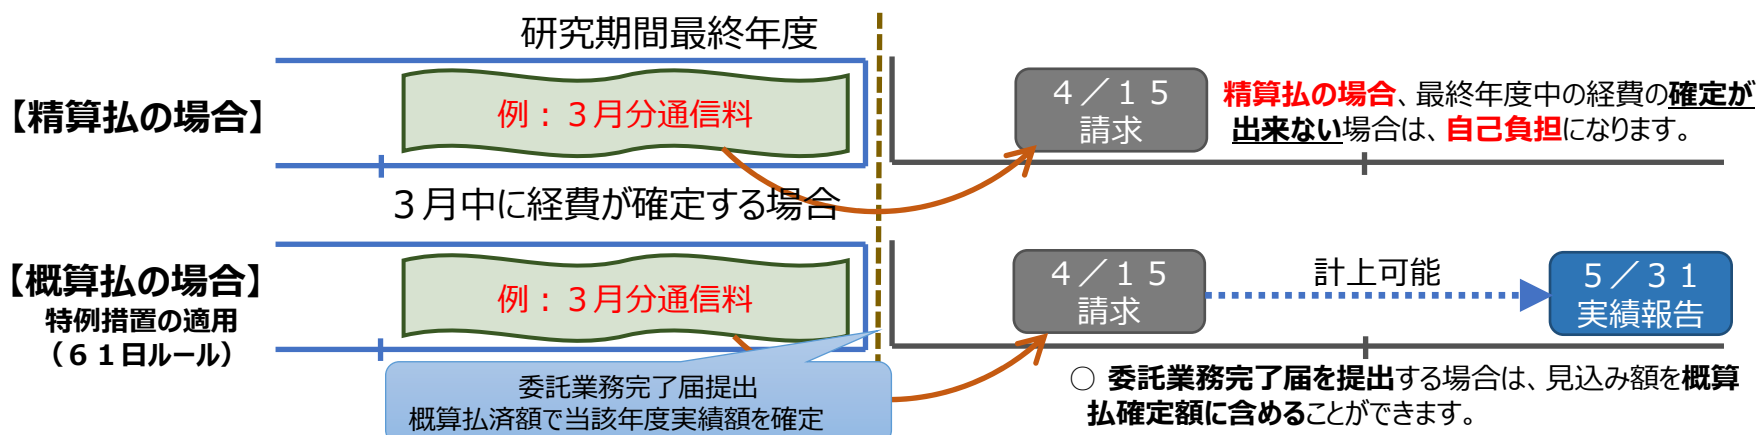 研究期間最終年度
【精算払の場合】
例：３月分通信料
４／１５
請求
精算払の場合、最終年度中の経費の確定が
出来ない場合は、自己負担になります。
３月中に経費が確定する場合
【概算払の場合】
特例措置の適用
（６１日ルール）
例：３月分通信料
４／１５
請求
計上可能
５／３１
実績報告
委託業務完了届提出
概算払済額で当該年度実績額を確定
○ 委託業務完了届を提出する場合は、見込み額を概算
払確定額に含めることができます。